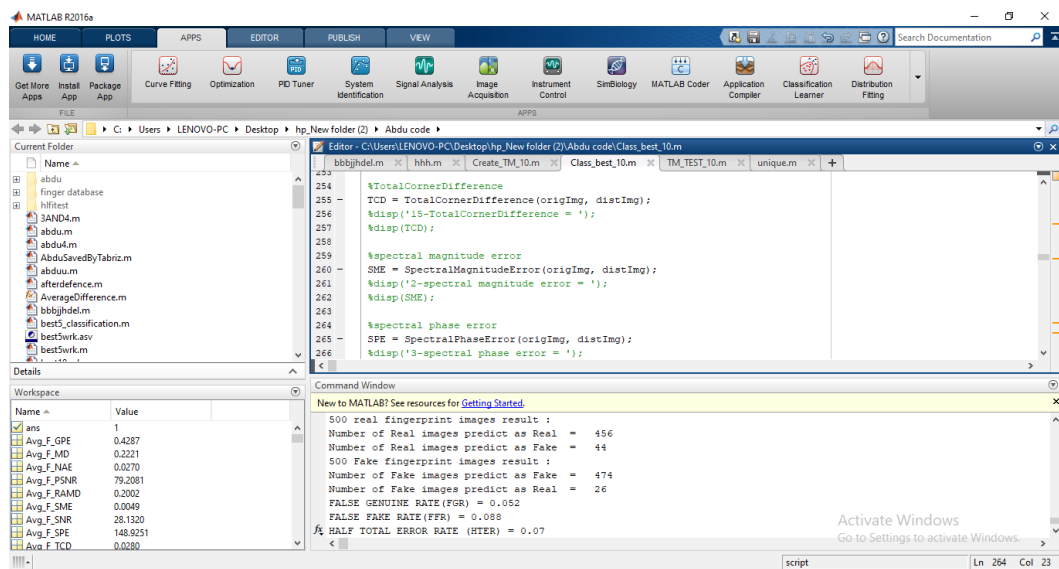 MATLAB R2016a
HOME PLOTS APPS EDITOR PUBLISH VIEW Search Documentation
Get More Apps Install App Package App Curve Fitting Optimization PID Tuner System Identification Signal Analysis Image Acquisition Instrument Control SimBiology MATLAB Coder Application Compiler Classification Learner Distribution Fitting
FILE APPS
C: Users LENOVO-PC Desktop hp_New folder (2) Abdu code
Current Folder
Name
abdu
finger database
hlfitest
3AND4.m
abdu.m
abdu4.m
AbduSavedByTabriz.m
abduu.m
afterdefence.m
AverageDifference.m
bbbjjhdel.m
best5_classification.m
best5wrk.asv
best5wrk.m
Details
Workspace
Name Value
ans 1
Avg_F_GPE 0.4287
Avg_F_MD 0.2221
Avg_F_NAE 0.0270
Avg_F_PSNR 79.2081
Avg_F_RAMD 0.2002
Avg_F_SME 0.0049
Avg_F_SNR 28.1320
Avg_F_SPE 148.9251
Avg_F_TCD 0.0280
Editor - C:\Users\LENOVO-PC\Desktop\hp_New folder (2)\Abdu code\Class_best_10.m
bbbjjhdel.m hhh.m Create_TM_10.m Class_best_10.m TM_TEST_10.m unique.m +
253
254 %TotalCornerDifference
255 - TCD = TotalCornerDifference(origImg, distImg);
256 %disp('15-TotalCornerDifference = ');
257 %disp(TCD);
258
259 %spectral magnitude error
260 - SME = SpectralMagnitudeError(origImg, distImg);
261 %disp('2-spectral magnitude error = ');
262 %disp(SME);
263
264 %spectral phase error
265 - SPE = SpectralPhaseError(origImg, distImg);
266 %disp('3-spectral phase error = ');
Command Window
New to MATLAB? See resources for Getting Started.
500 real fingerprint images result :
Number of Real images predict as Real = 456
Number of Real images predict as Fake = 44
500 Fake fingerprint images result :
Number of Fake images predict as Fake = 474
Number of Fake images predict as Real = 26
FALSE GENUINE RATE(FGR) = 0.052
FALSE FAKE RATE(FFR) = 0.088
fx HALF TOTAL ERROR RATE (HTER) = 0.07
Activate Windows
Go to Settings to activate Windows.
script Ln 264 Col 23